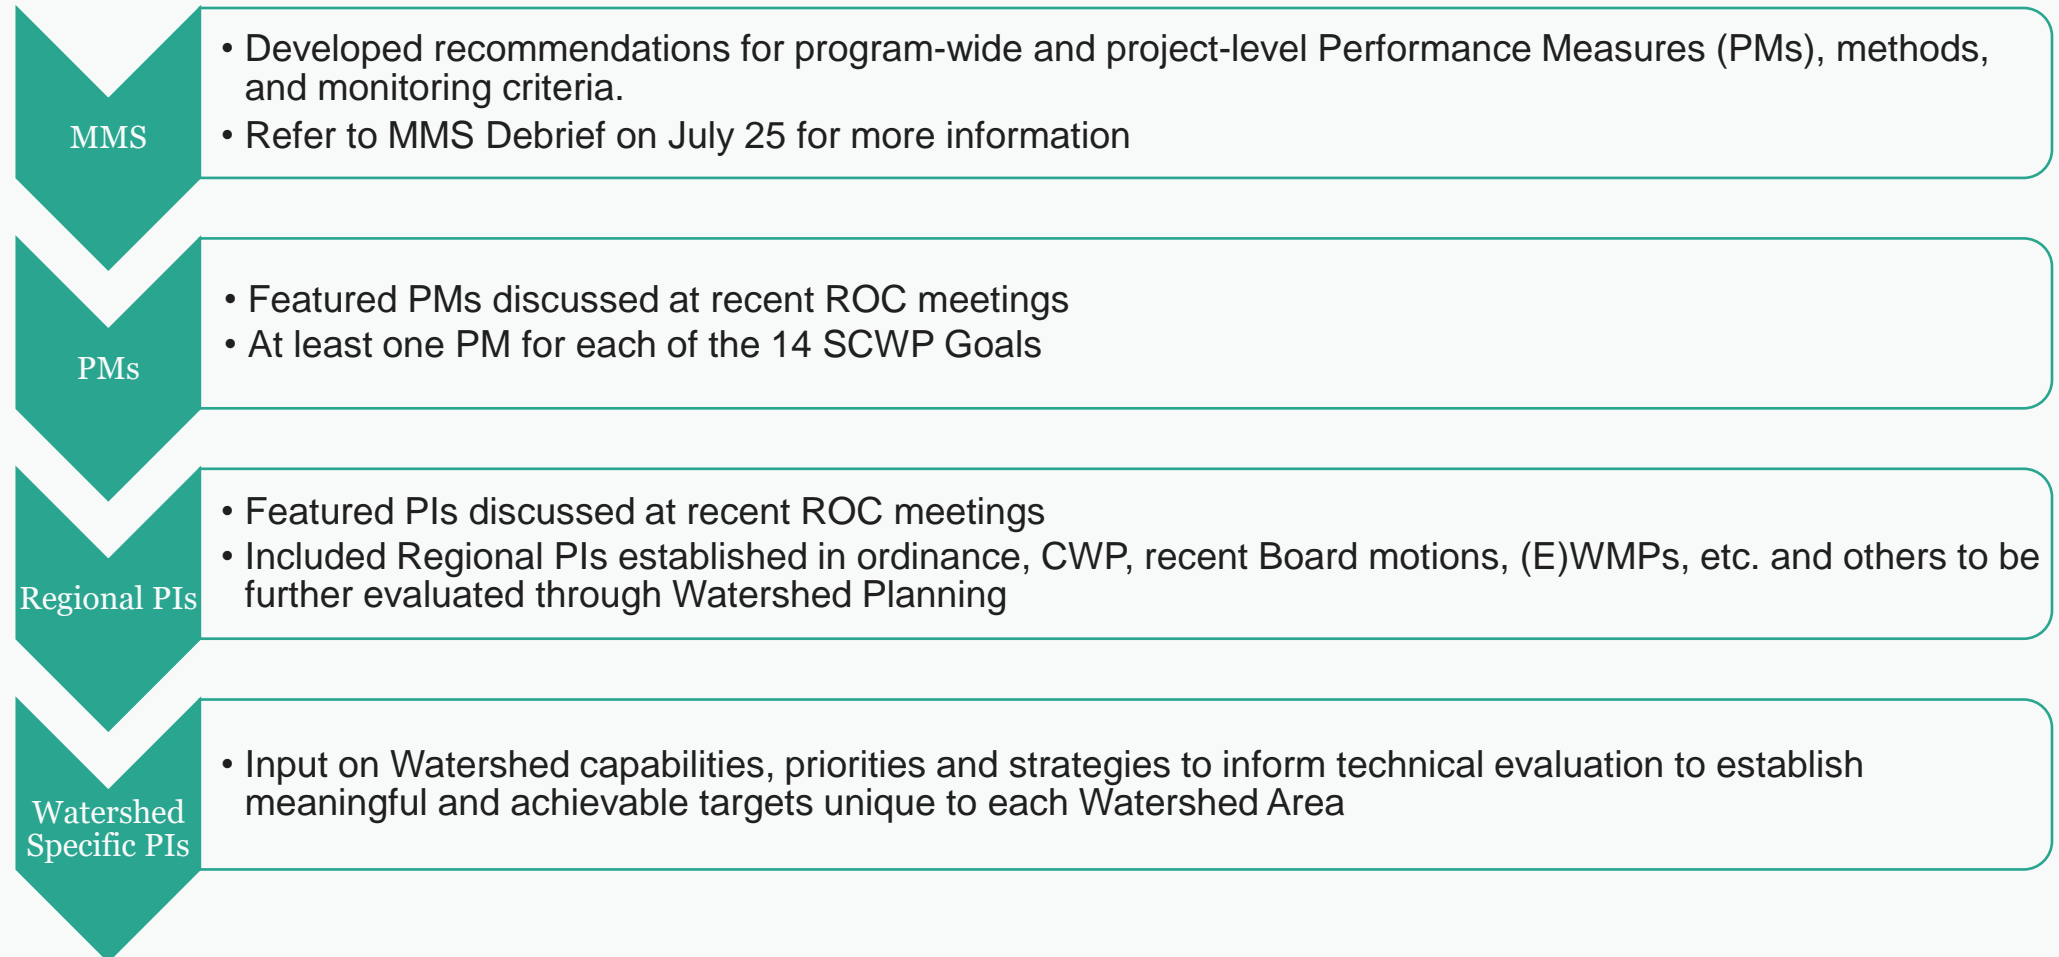 MMS
• Developed recommendations for program-wide and project-level Performance Measures (PMs), methods,
and monitoring criteria.
• Refer to MMS Debrief on July 25 for more information
PMs
• Featured PMs discussed at recent ROC meetings
• At least one PM for each of the 14 SCWP Goals
Regional PIs
• Featured PIs discussed at recent ROC meetings
• Included Regional PIs established in ordinance, CWP, recent Board motions, (E)WMPs, etc. and others to be
further evaluated through Watershed Planning
Watershed
Specific PIs
• Input on Watershed capabilities, priorities and strategies to inform technical evaluation to establish
meaningful and achievable targets unique to each Watershed Area